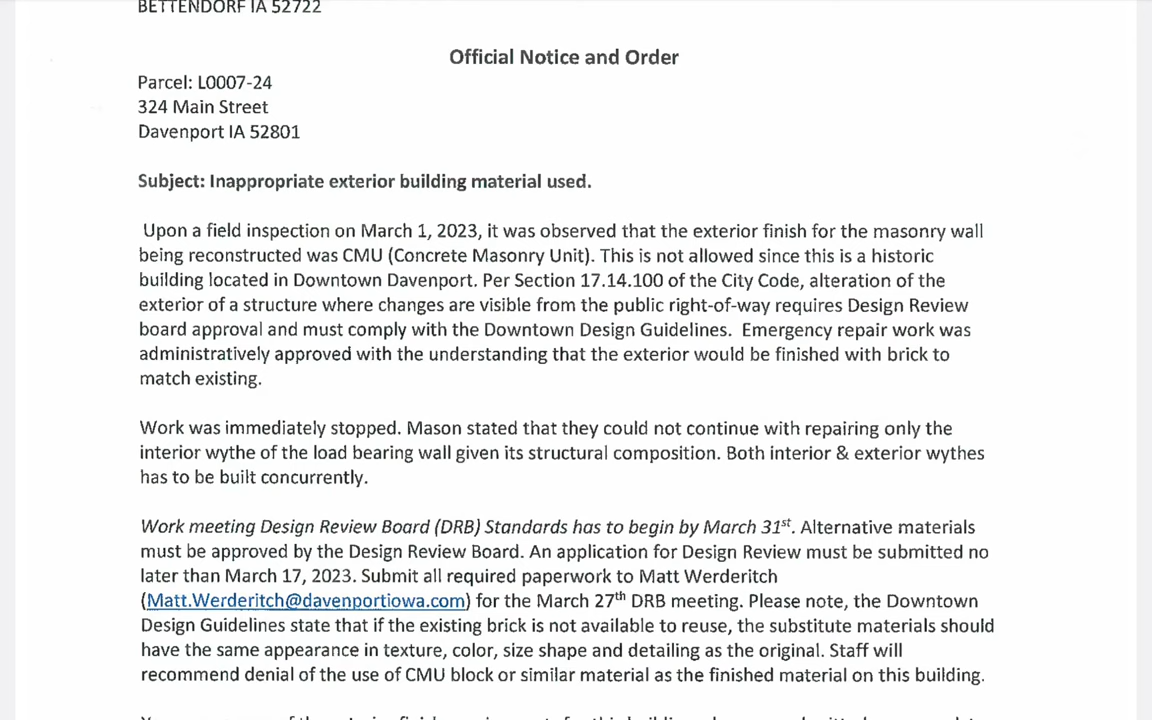 BETTENDORF IA 52722
Official Notice and Order
Parcel: L0007-24
324 Main Street
Davenport IA 52801
Subject: Inappropriate exterior building material used.
Upon a field inspection on March 1, 2023, it was observed that the exterior finish for the masonry wall
being reconstructed was CMU (Concrete Masonry Unit). This is not allowed since this is a historic
building located in Downtown Davenport. Per Section 17.14.100 of the City Code, alteration of the
exterior of a structure where changes are visible from the public right-of-way requires Design Review
board approval and must comply with the Downtown Design Guidelines.  Emergency repair work was
administratively approved with the understanding that the exterior would be finished with brick to
match existing.
Work was immediately stopped. Mason stated that they could not continue with repairing only the
interior wythe of the load bearing wall given its structural composition. Both interior & exterior wythes
has to be built concurrently.
Work meeting Design Review Board (DRB) Standards has to begin by March 31st. Alternative materials
must be approved by the Design Review Board. An application for Design Review must be submitted no
later than March 17, 2023. Submit all required paperwork to Matt Werderitch
(Matt.Werderitch@davenportiowa.com) for the March 27th DRB meeting. Please note, the Downtown
Design Guidelines state that if the existing brick is not available to reuse, the substitute materials should
have the same appearance in texture, color, size shape and detailing as the original. Staff will
recommend denial of the use of CMU block or similar material as the finished material on this building.